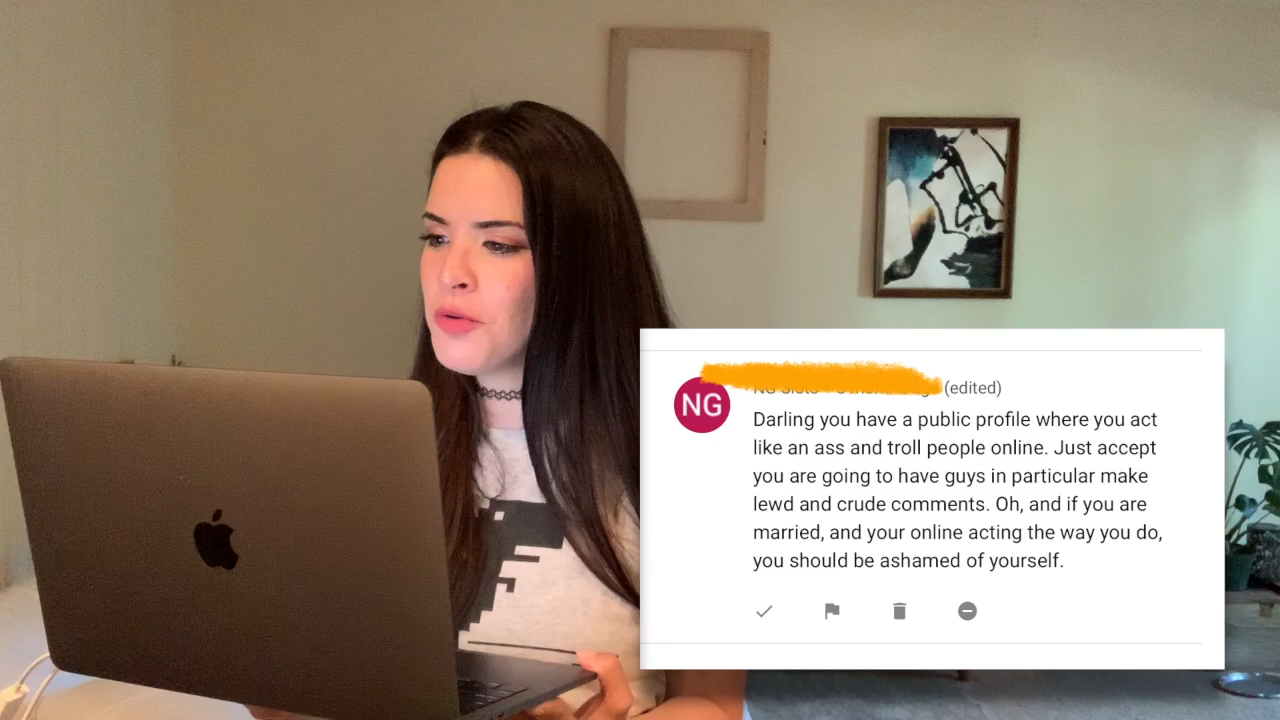 NG
(edited)
Darling you have a public profile where you act
like an ass and troll people online. Just accept
you are going to have guys in particular make
lewd and crude comments. Oh, and if you are
married, and your online acting the way you do,
you should be ashamed of yourself.